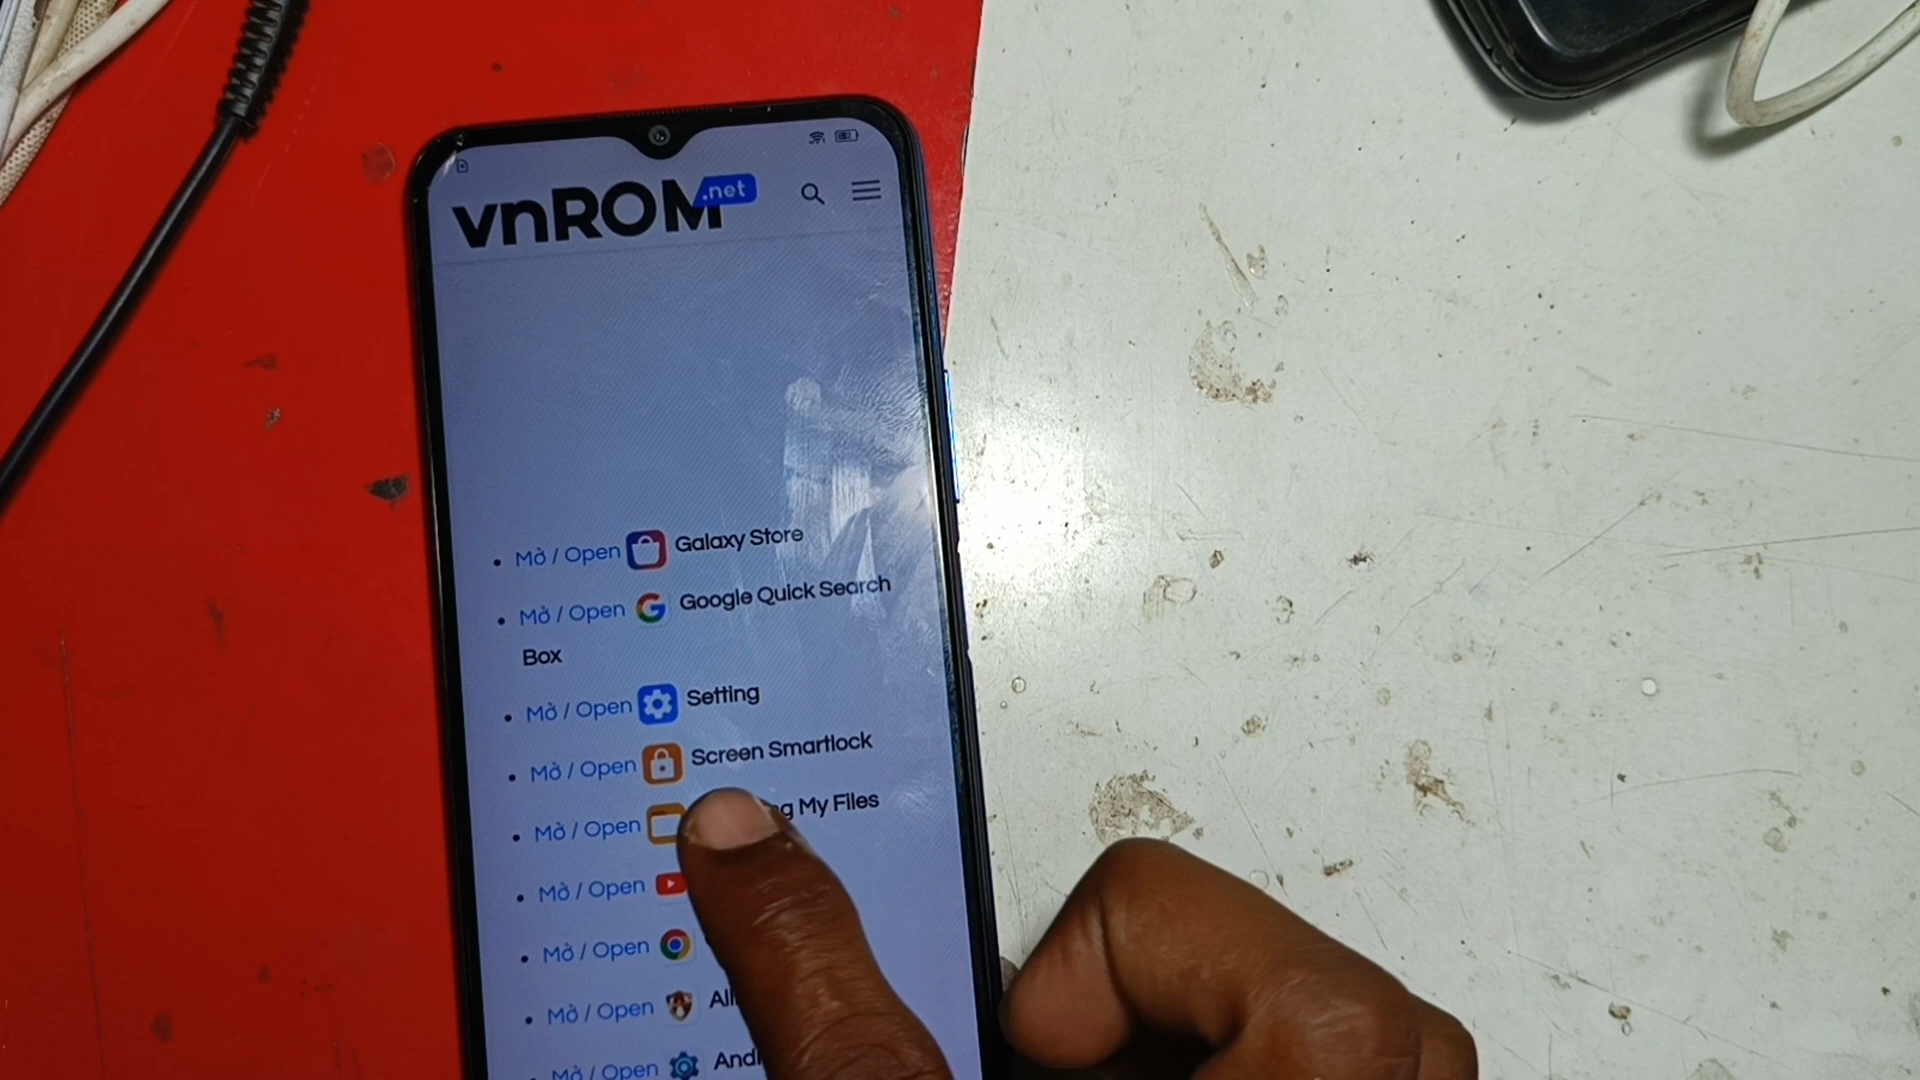 vnROM .net
Mở / Open Galaxy Store
Mở / Open Google Quick Search
Box
Mở / Open Setting
Mở / Open Screen Smartlock
Mở / Open My Files
Mở / Open
Mở / Open
Mở / Open
Mở / Open